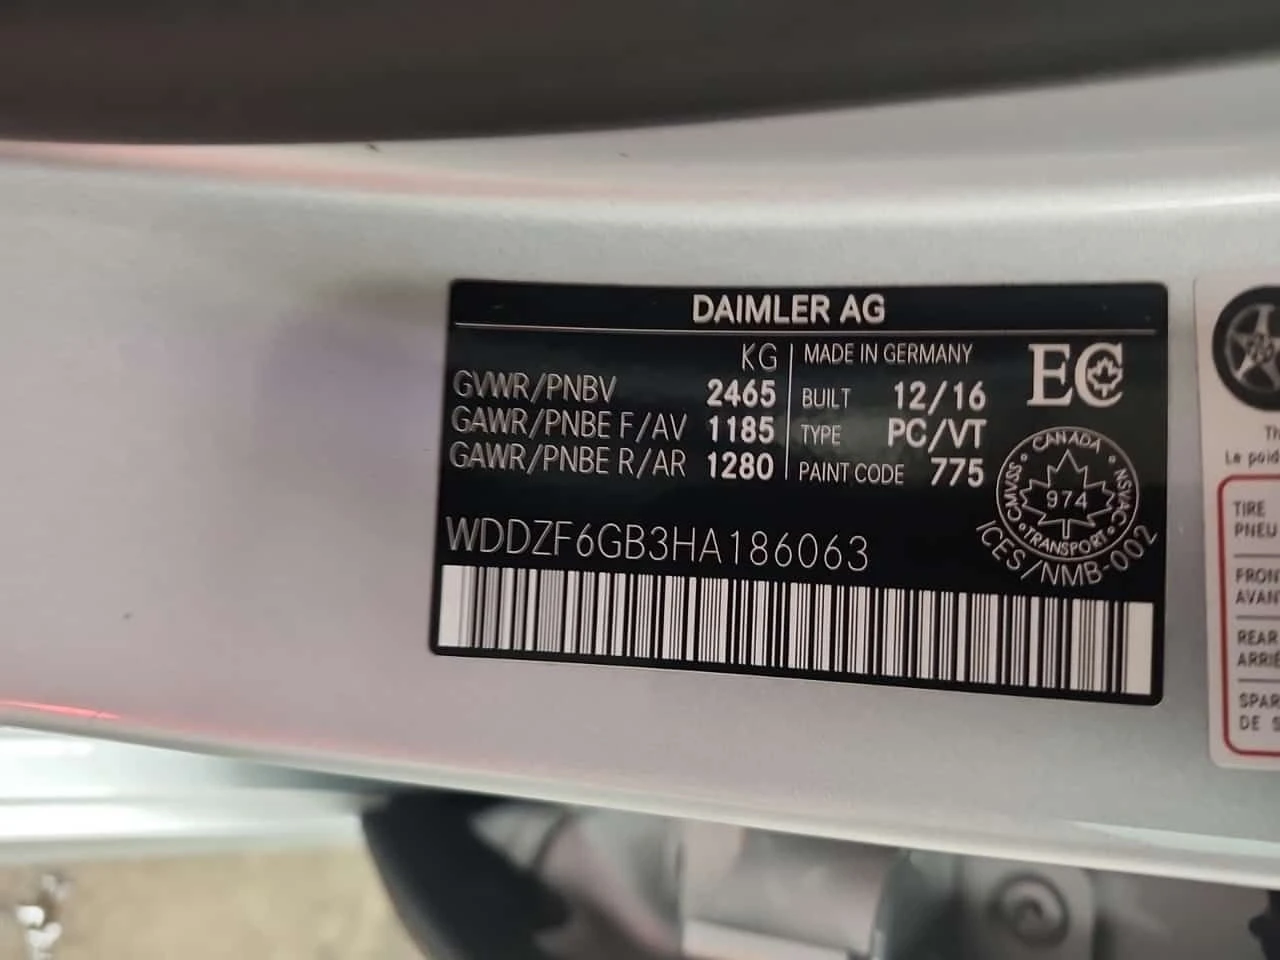 DAIMLER AG
KG
GVWR/PNBV 2465
GAWR/PNBE F/AV 1185
GAWR/PNBE R/AR 1280
MADE IN GERMANY
BUILT 12/16
TYPE PC/VT
PAINT CODE 775
EC
CANADA
CMVSS 974 NSVAC
TRANSPORT
ICES/NMB-002
WDDZF6GB3HA186063
Le poid
TIRE
PNEU
FRON
AVAN
REAR
ARRIÈ
SPAR
DE S